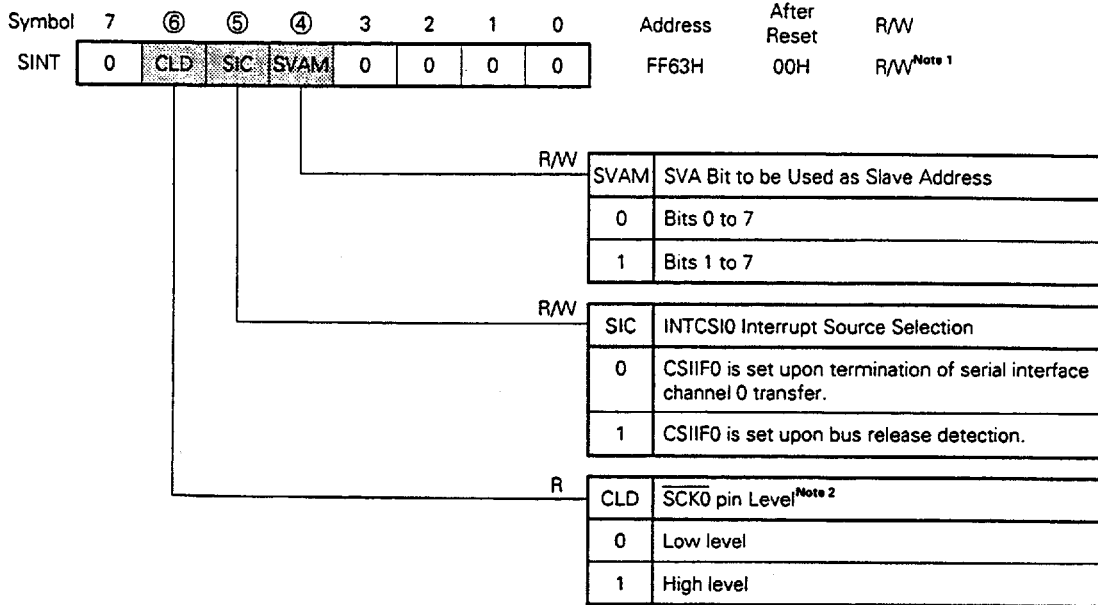 Symbol 7 ⑥ ⑤ ④ 3 2 1 0 Address After Reset R/W
SINT 0 CLD SIC SVAM 0 0 0 0 FF63H 00H R/W Note 1
R/W
SVAM SVA Bit to be Used as Slave Address
0 Bits 0 to 7
1 Bits 1 to 7
R/W
SIC INTCSI0 Interrupt Source Selection
0 CSIIF0 is set upon termination of serial interface
channel 0 transfer.
1 CSIIF0 is set upon bus release detection.
R
CLD S̅C̅K̅0̅ pin Level Note 2
0 Low level
1 High level